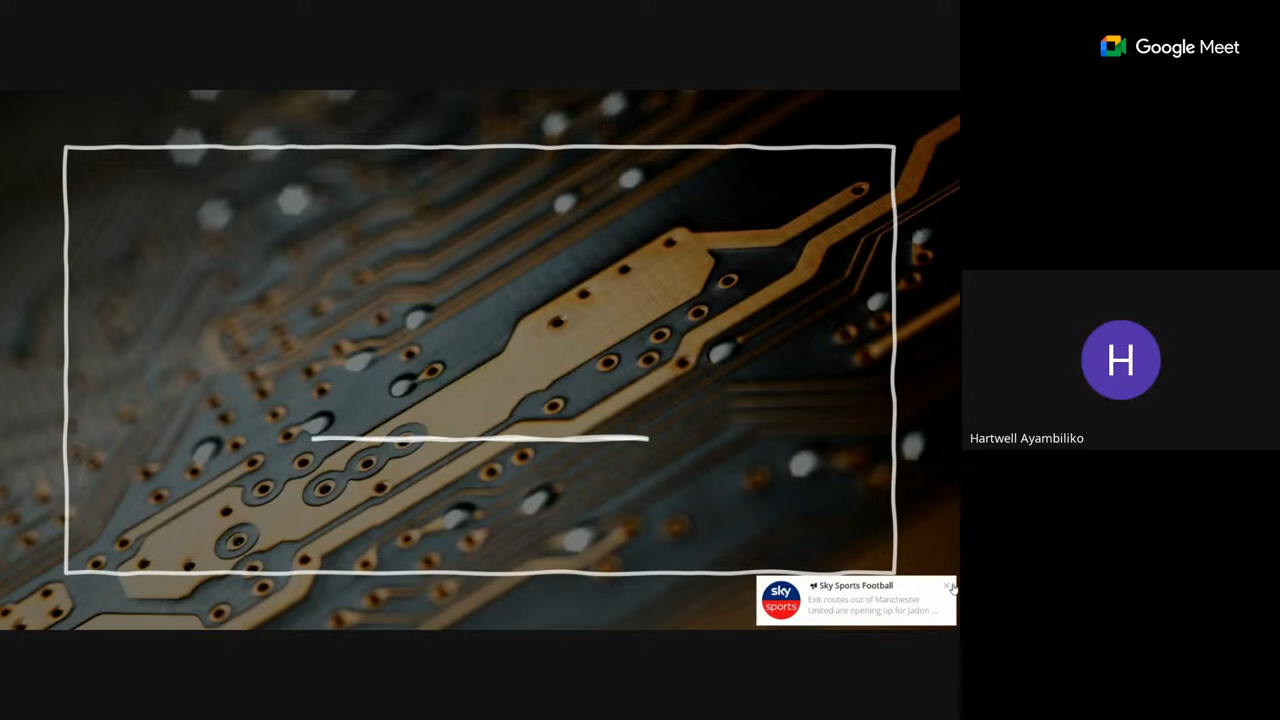 Google Meet
H
Hartwell Ayambiliko
sky
sports
Sky Sports Football
Exit routes out of Manchester
United are opening up for Jadon ...